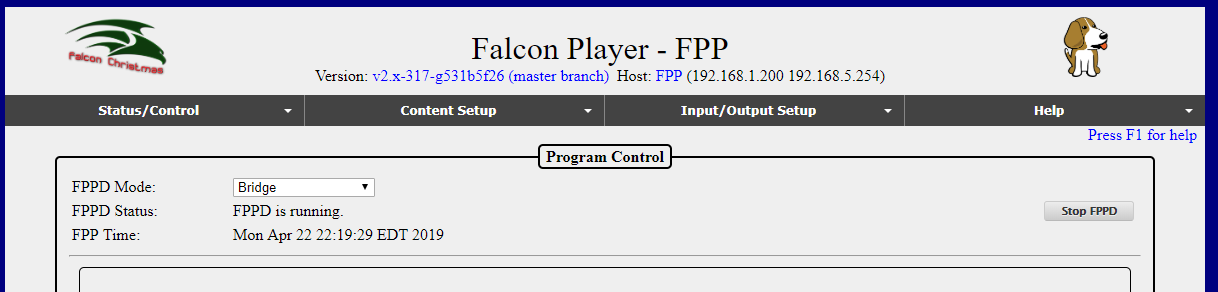 Falcon Christmas
Falcon Player - FPP
Version: v2.x-317-g531b5f26 (master branch) Host: FPP (192.168.1.200 192.168.5.254)
Status/Control Content Setup Input/Output Setup Help
Press F1 for help
Program Control
FPPD Mode: Bridge
FPPD Status: FPPD is running. Stop FPPD
FPP Time: Mon Apr 22 22:19:29 EDT 2019